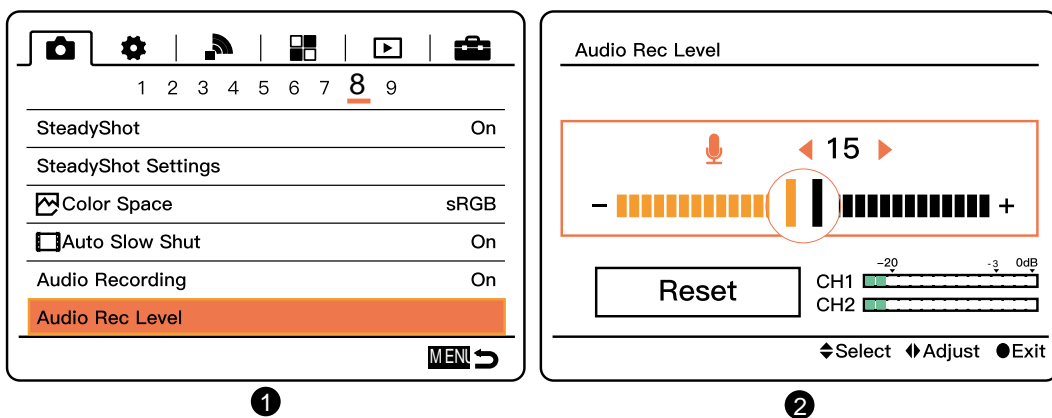 1 2 3 4 5 6 7 8 9
SteadyShot On
SteadyShot Settings
Color Space sRGB
Auto Slow Shut On
Audio Recording On
Audio Rec Level
MENU
1
Audio Rec Level
15
- +
Reset
-20 -3 0dB
CH1
CH2
Select Adjust Exit
2